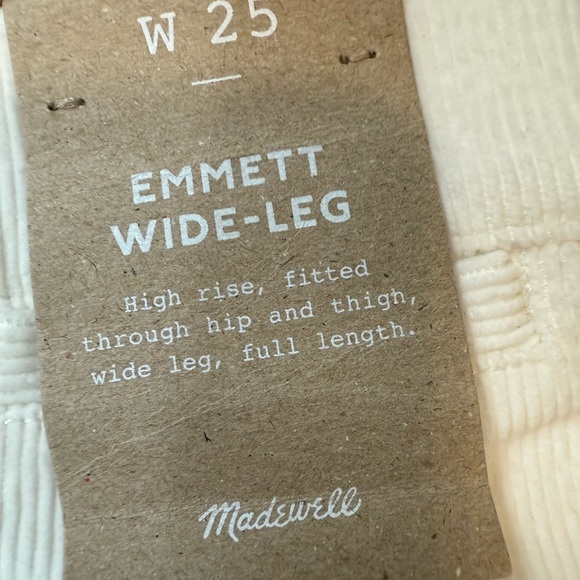 W 25
EMMETT
WIDE-LEG
High rise, fitted
through hip and thigh,
wide leg, full length.
Madewell